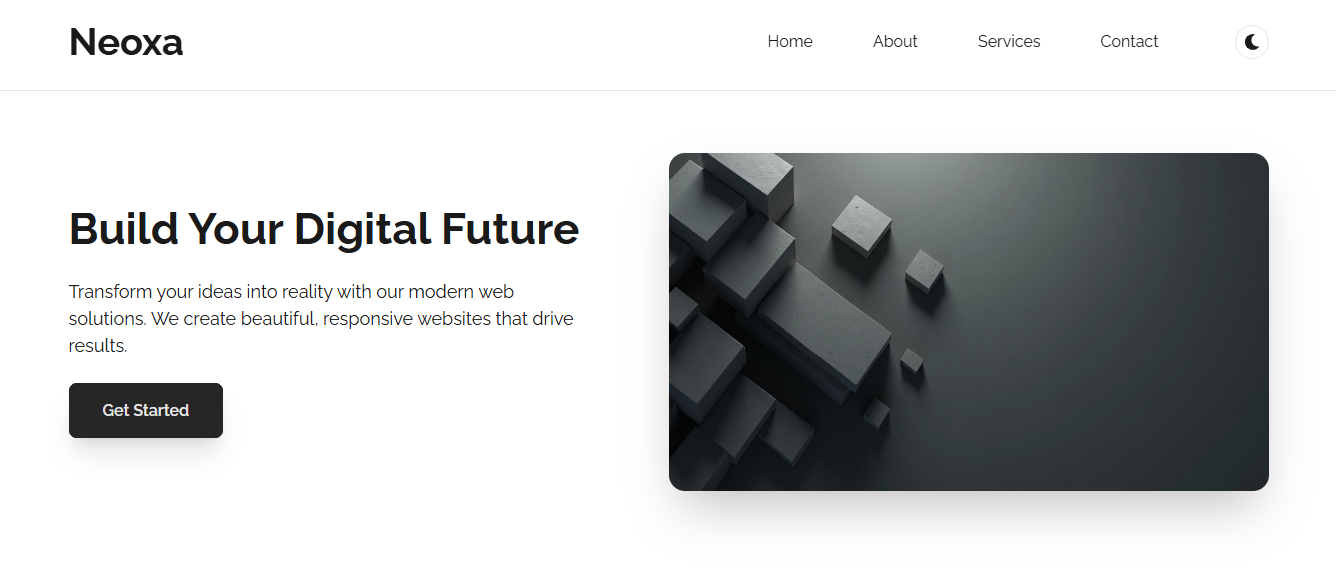 Neoxa
Home About Services Contact
Build Your Digital Future
Transform your ideas into reality with our modern web
solutions. We create beautiful, responsive websites that drive
results.
Get Started